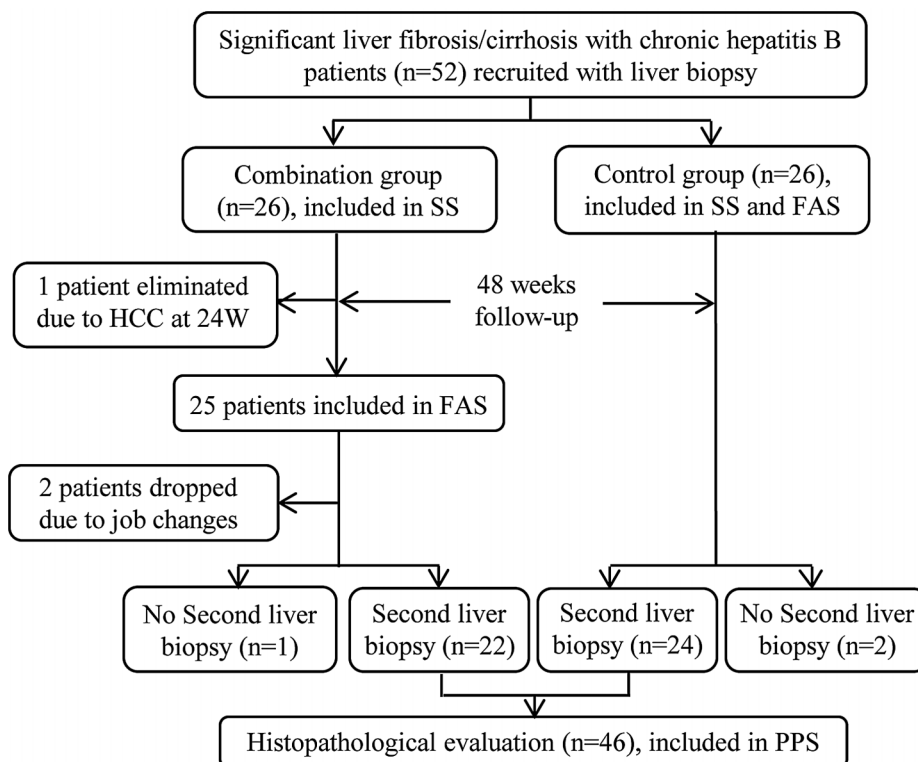 Significant liver fibrosis/cirrhosis with chronic hepatitis B
patients (n=52) recruited with liver biopsy
Combination group
(n=26), included in SS
Control group (n=26),
included in SS and FAS
1 patient eliminated
due to HCC at 24W
48 weeks
follow-up
25 patients included in FAS
2 patients dropped
due to job changes
No Second liver
biopsy (n=1)
Second liver
biopsy (n=22)
Second liver
biopsy (n=24)
No Second liver
biopsy (n=2)
Histopathological evaluation (n=46), included in PPS